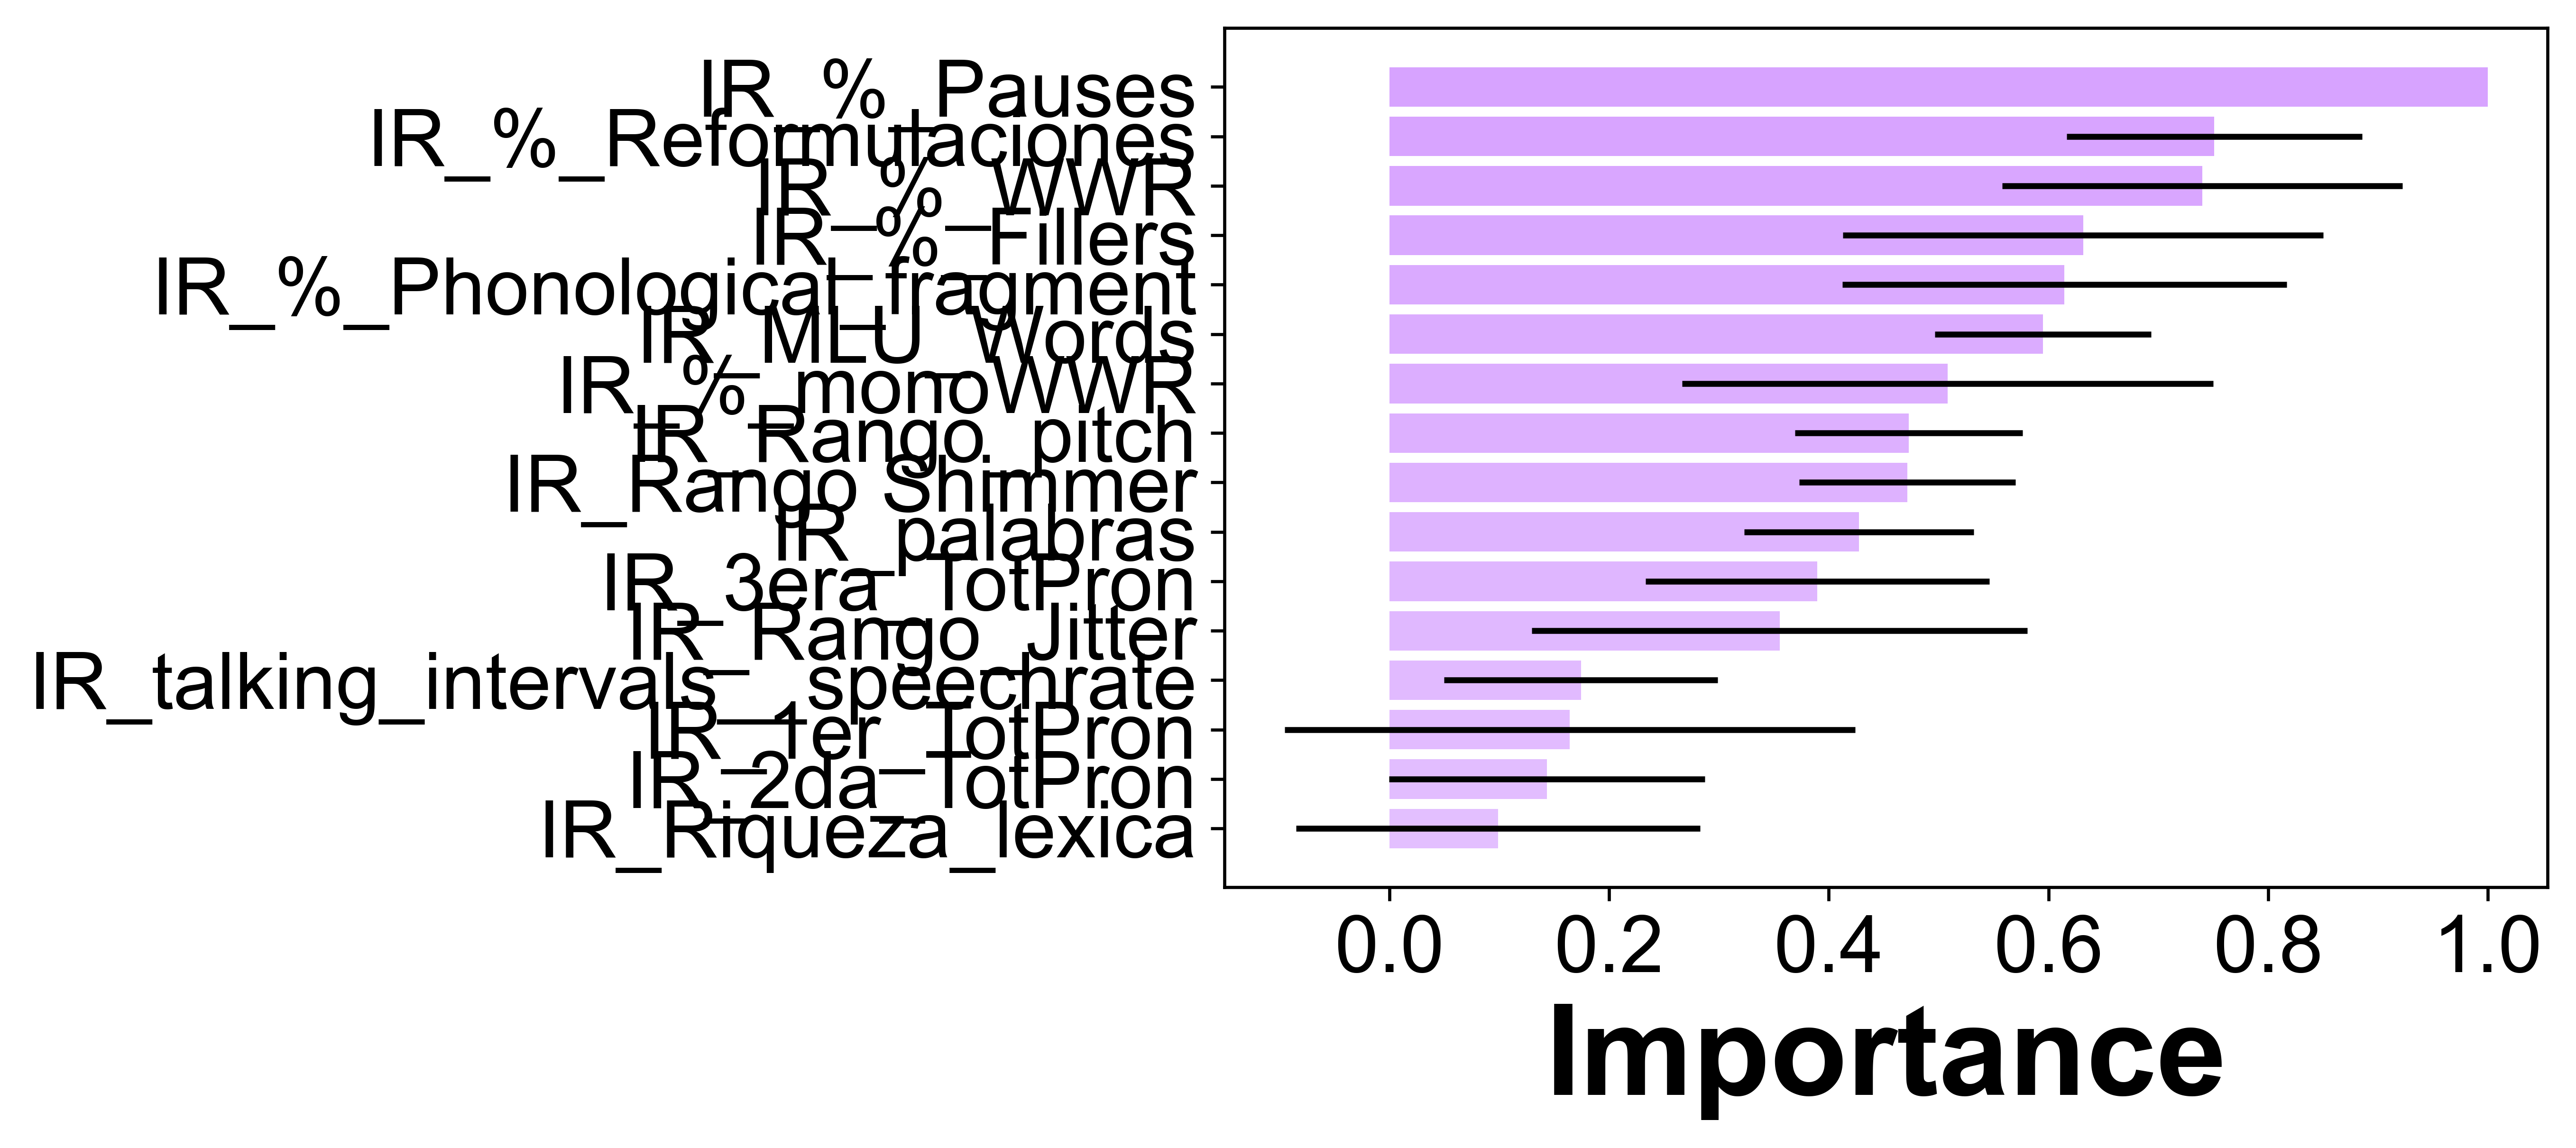 IR_%_Pauses
IR_%_Reformulaciones
IR_%_WWR
IR_%_Fillers
IR_%_Phonological_fragment
IR_MLU_Words
IR_%_monoWWR
IR_Rango_pitch
IR_Rango Shimmer
IR_palabras
IR_3era_TotPron
IR_Rango_Jitter
IR_talking_intervals__speechrate
IR_1er_TotPron
IR_2da_TotPron
IR_Riqueza_lexica
0.0 0.2 0.4 0.6 0.8 1.0
Importance